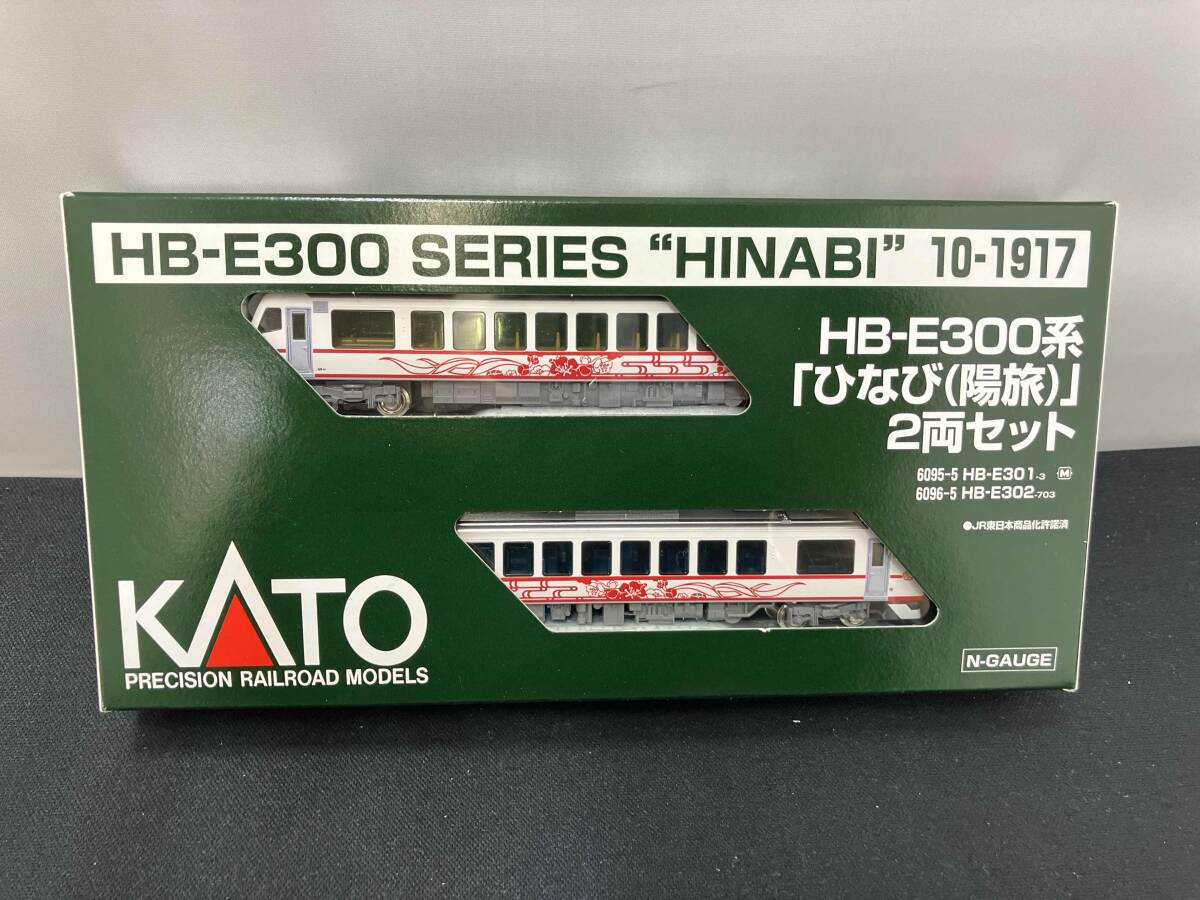 HB-E300 SERIES “HINABI” 10-1917
HB-E300系
「ひなび(陽旅)」
2両セット
6095-5 HB-E301-3 M
6096-5 HB-E302-703
●JR東日本商品化許諾済
KATO
PRECISION RAILROAD MODELS
N-GAUGE